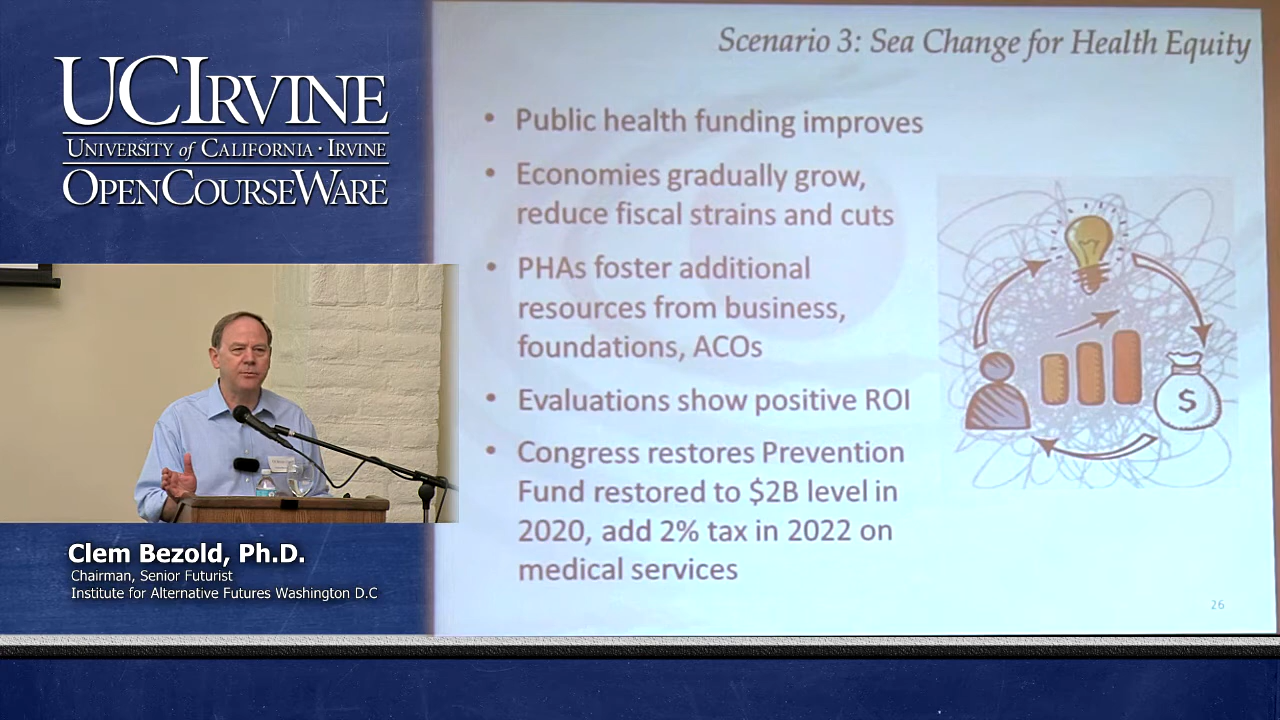 UCIRVINE
UNIVERSITY of CALIFORNIA · IRVINE
OPENCOURSEWARE
Clem Bezold, Ph.D.
Chairman, Senior Futurist
Institute for Alternative Futures Washington D.C
Scenario 3: Sea Change for Health Equity
• Public health funding improves
• Economies gradually grow,
reduce fiscal strains and cuts
• PHAs foster additional
resources from business,
foundations, ACOs
• Evaluations show positive ROI
• Congress restores Prevention
Fund restored to $2B level in
2020, add 2% tax in 2022 on
medical services
$
26